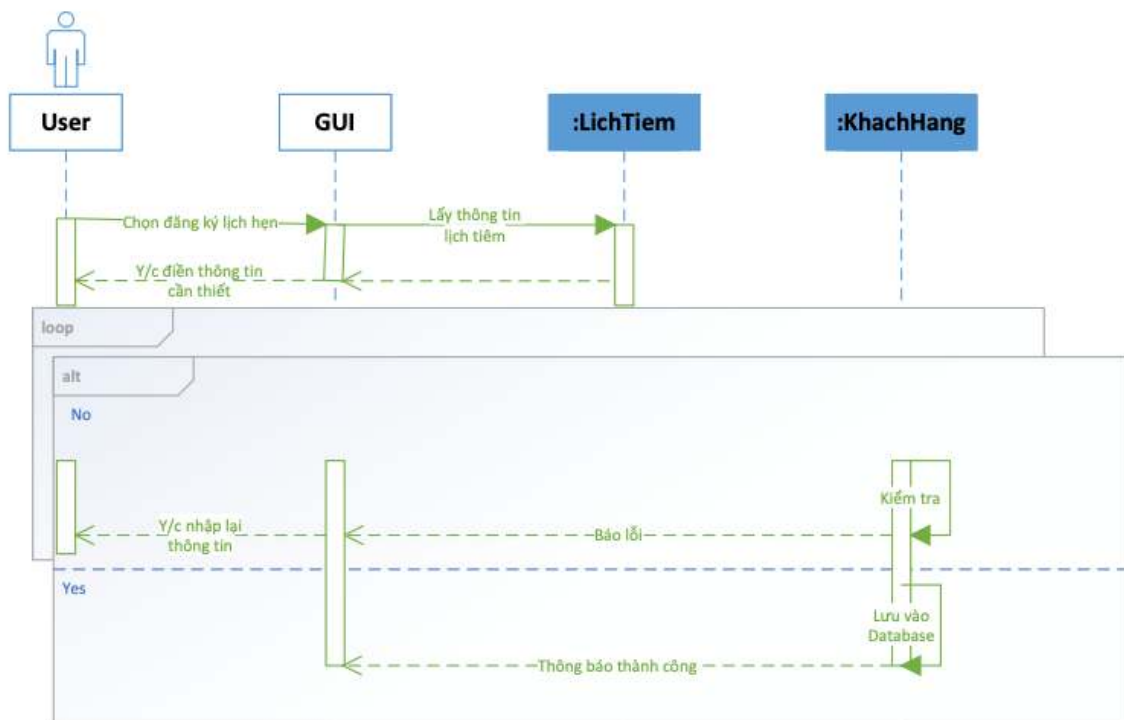 User
GUI
:LichTiem
:KhachHang
Chọn đăng ký lịch hẹn
Lấy thông tin
lịch tiêm
Y/c điền thông tin
cần thiết
loop
alt
No
Kiểm tra
Y/c nhập lại
thông tin
Báo lỗi
Yes
Lưu vào
Database
Thông báo thành công